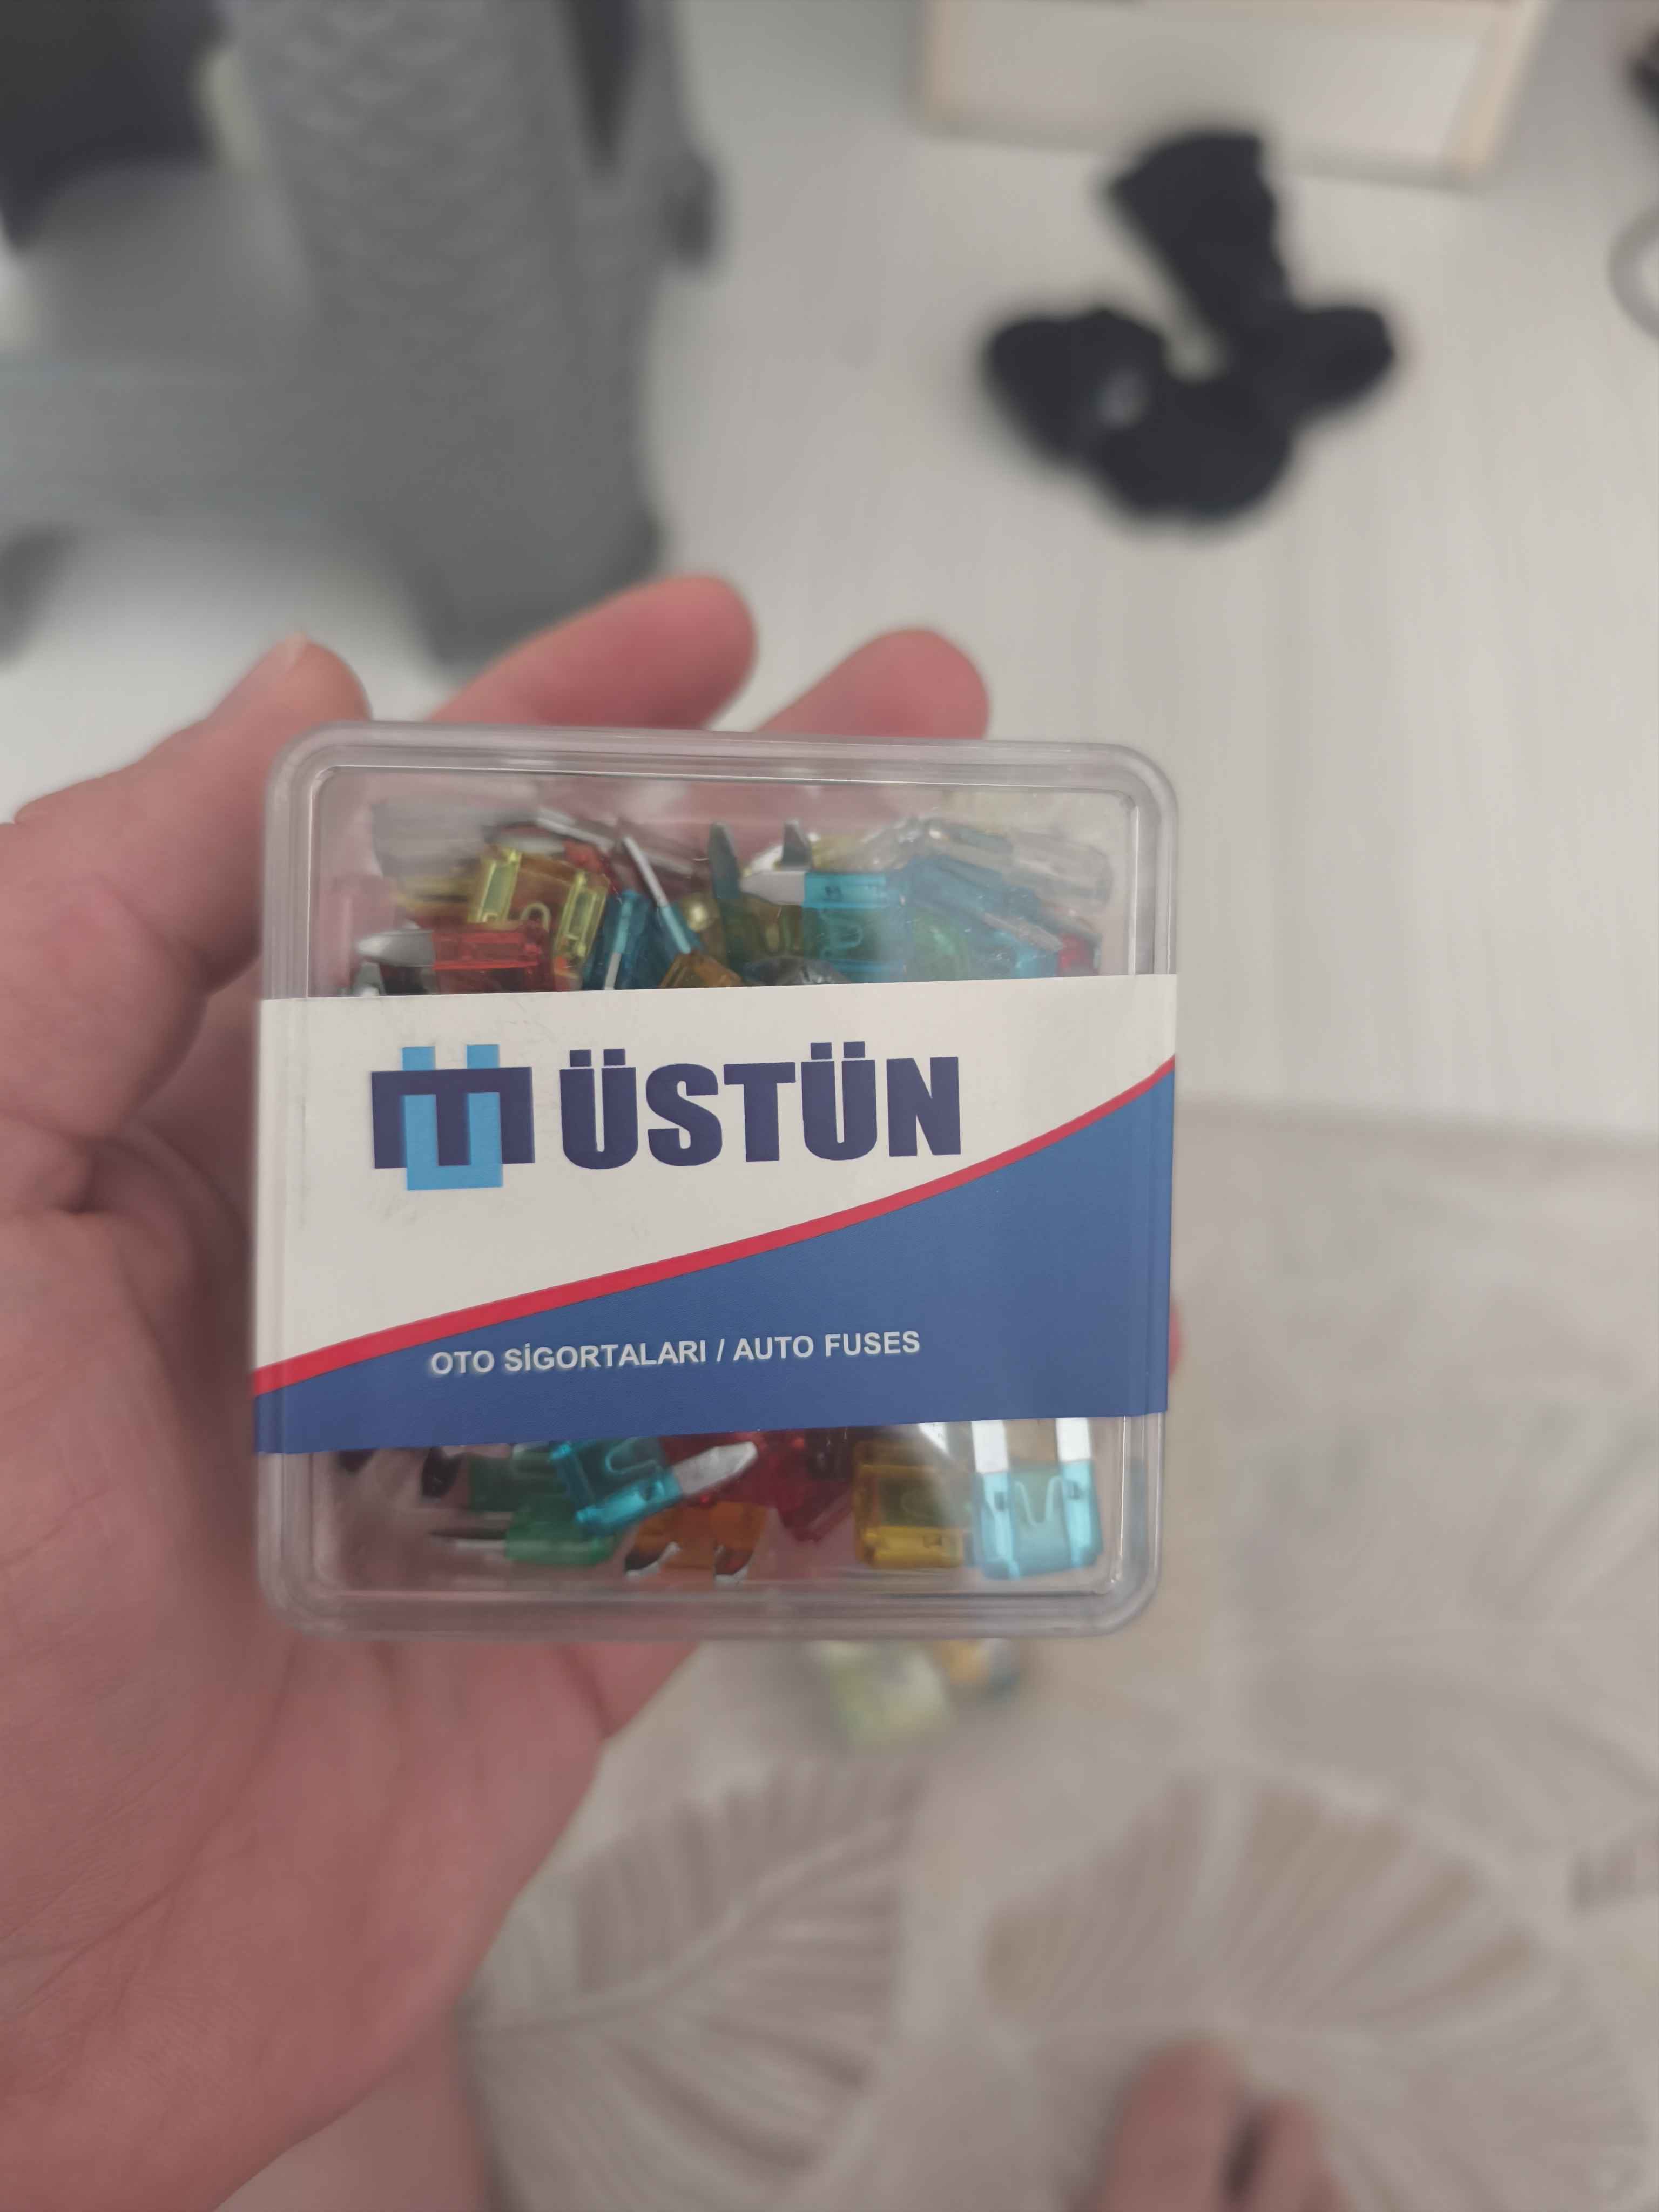 ÜSTÜN
OTO SİGORTALARI / AUTO FUSES